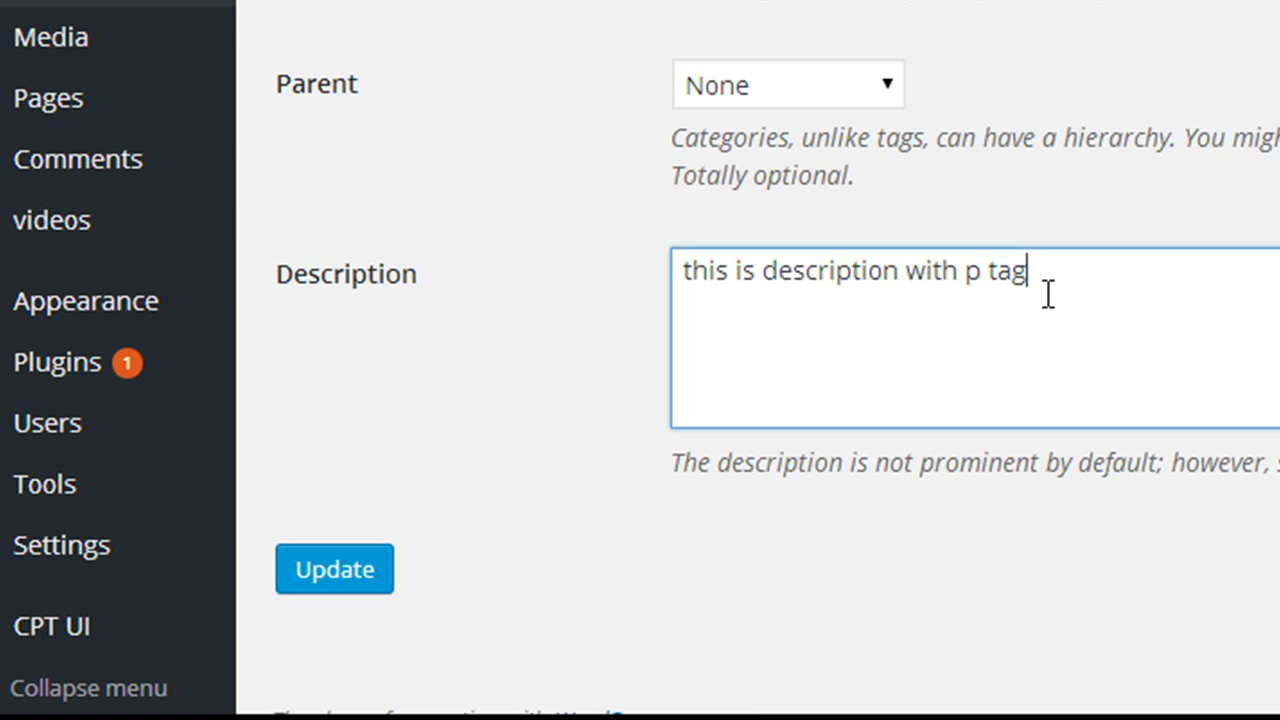 Media
Pages
Comments
videos
Appearance
Plugins 1
Users
Tools
Settings
CPT UI
Collapse menu
Parent
None
Categories, unlike tags, can have a hierarchy. You
Totally optional.
Description
this is description with p tag
The description is not prominent by default; however,
Update